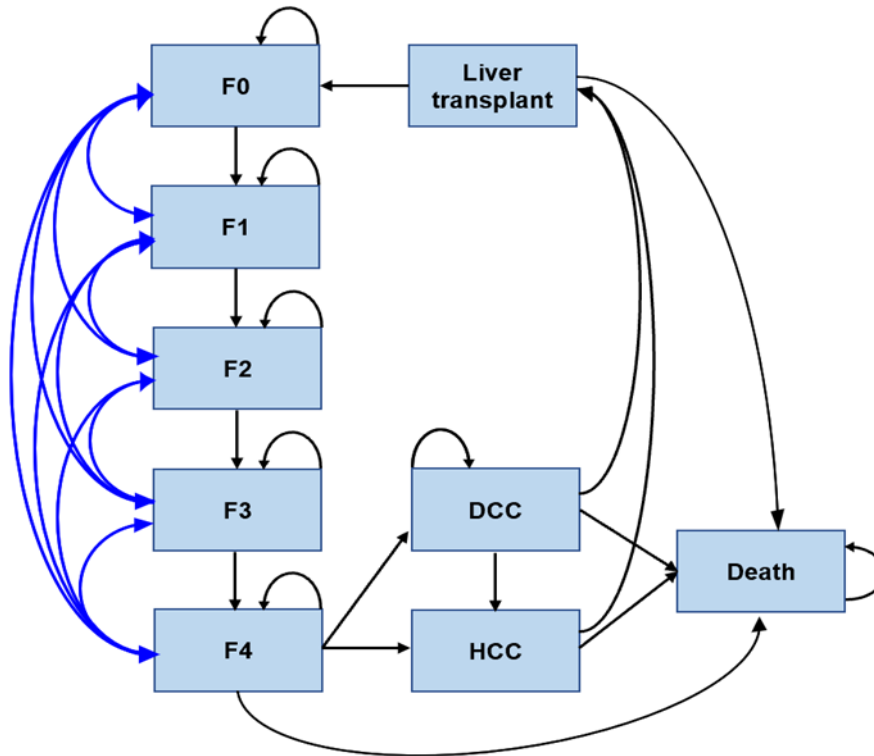 F0
Liver
transplant
F1
F2
F3
DCC
Death
F4
HCC